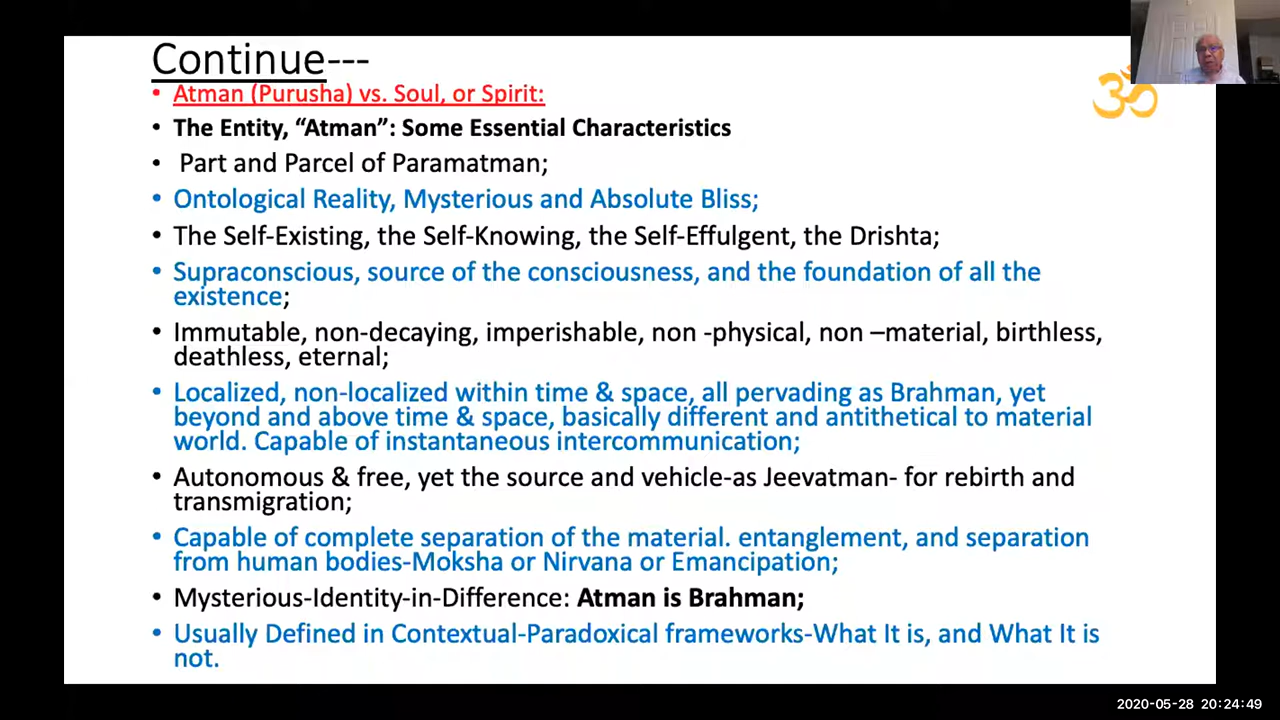 Continue---
• Atman (Purusha) vs. Soul, or Spirit:
• The Entity, “Atman”: Some Essential Characteristics
• Part and Parcel of Paramatman;
• Ontological Reality, Mysterious and Absolute Bliss;
• The Self-Existing, the Self-Knowing, the Self-Effulgent, the Drishta;
• Supraconscious, source of the consciousness, and the foundation of all the
existence;
• Immutable, non-decaying, imperishable, non -physical, non –material, birthless,
deathless, eternal;
• Localized, non-localized within time & space, all pervading as Brahman, yet
beyond and above time & space, basically different and antithetical to material
world. Capable of instantaneous intercommunication;
• Autonomous & free, yet the source and vehicle-as Jeevatman- for rebirth and
transmigration;
• Capable of complete separation of the material. entanglement, and separation
from human bodies-Moksha or Nirvana or Emancipation;
• Mysterious-Identity-in-Difference: Atman is Brahman;
• Usually Defined in Contextual-Paradoxical frameworks-What It is, and What It is
not.
ॐ
2020-05-28 20:24:49